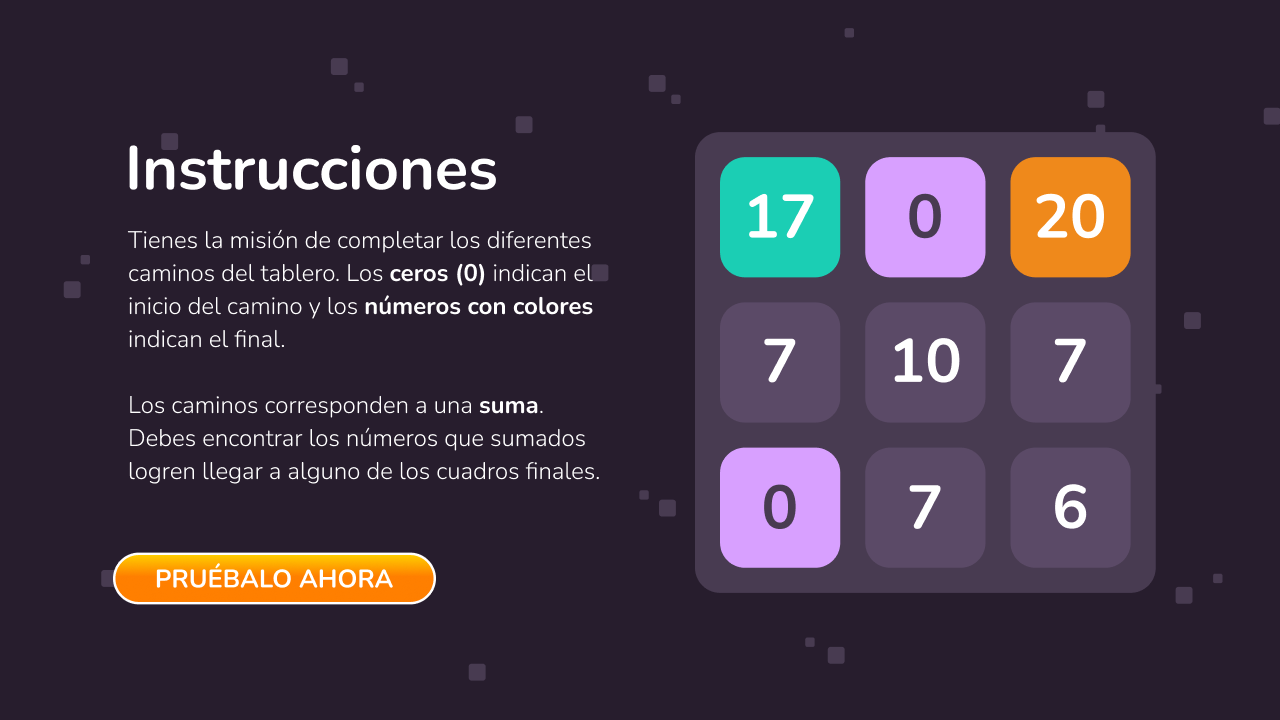 Instrucciones
Tienes la misión de completar los diferentes
caminos del tablero. Los ceros (0) indican el
inicio del camino y los números con colores
indican el final.
Los caminos corresponden a una suma.
Debes encontrar los números que sumados
logren llegar a alguno de los cuadros finales.
PRUÉBALO AHORA
17 0 20
7 10 7
0 7 6